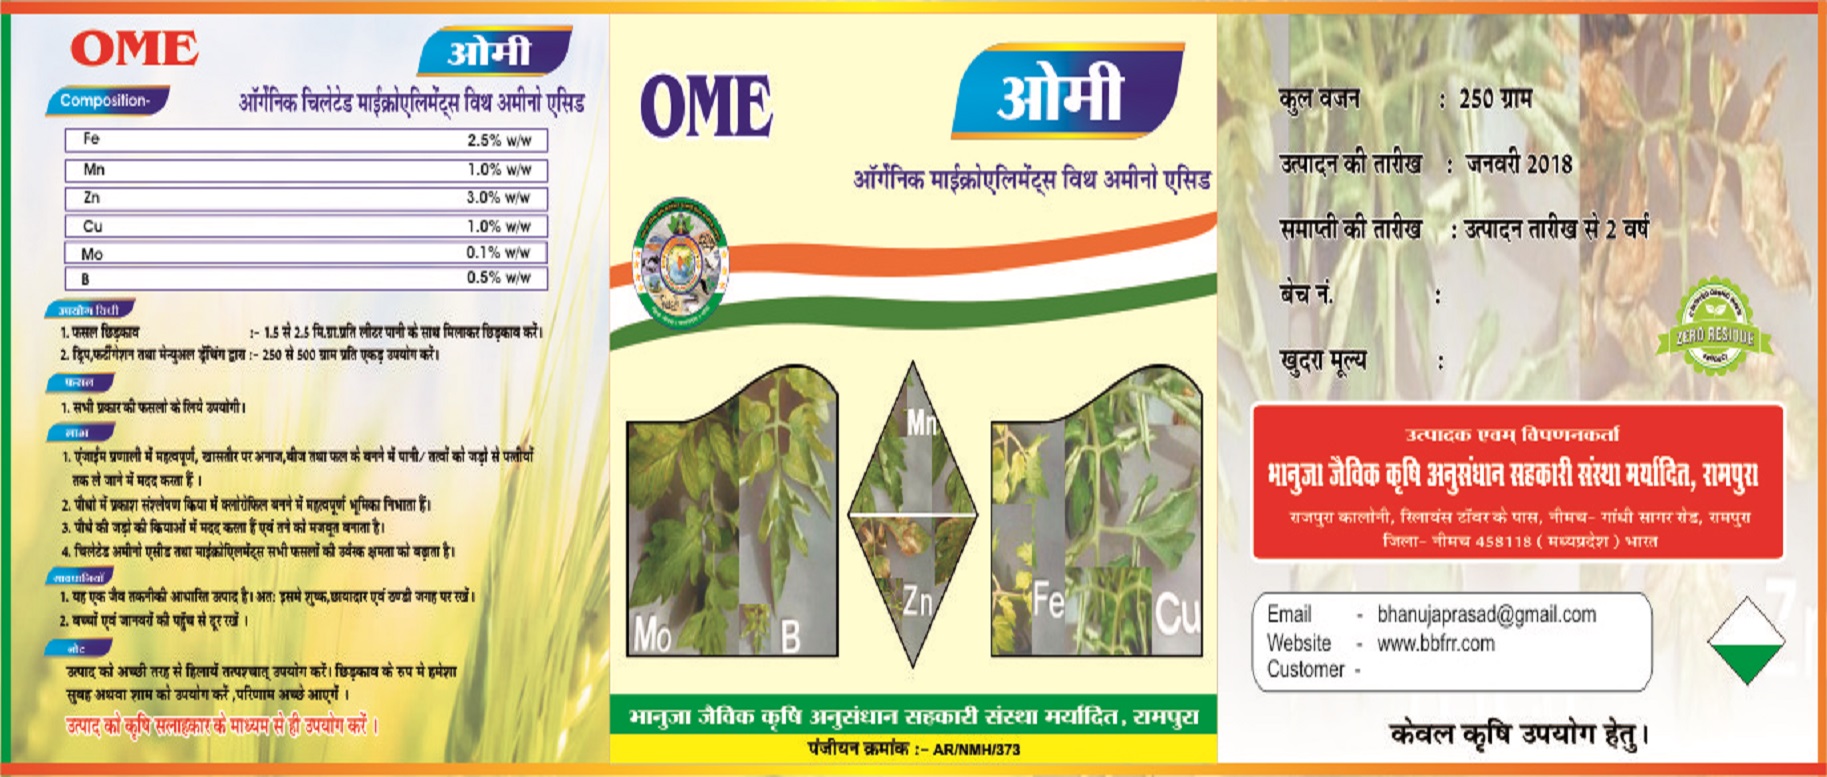 OME
ओमी
Composition-
ऑर्गेनिक चिलेटेड माईक्रोएलिमेंट्स विथ अमीनो एसिड
Fe 2.5% w/w
Mn 1.0% w/w
Zn 3.0% w/w
Cu 1.0% w/w
Mo 0.1% w/w
B 0.5% w/w
उपयोग विधी
1. फसल छिड़काव :- 1.5 से 2.5 मि.ग्रा.प्रति लीटर पानी के साथ मिलाकर छिड़काव करें।
2. ड्रिप,फर्टीगेशन तथा मेन्युअल ड्रेंचिंग द्वारा :- 250 से 500 ग्राम प्रति एकड़ उपयोग करें।
फसल
1. सभी प्रकार की फसलों के लिये उपयोगी।
लाभ
1. एंजाईम प्रणाली में महत्वपूर्ण, खासतौर पर अनाज,बीज तथा फल के बनने में पानी/ तत्वों को जड़ो से पत्तीयों
तक ले जाने में मदद करता हैं ।
2. पौधों में प्रकाश संश्लेषण क्रिया में क्लोरोफिल बनने में महत्वपूर्ण भूमिका निभाता हैं।
3. पौधे की जड़ो की कियाओं में मदद करता हैं एवं तने को मजबूत बनाता है।
4. चिलेटेड अमीनो एसीड तथा माईक्रोएिलमेंट्स सभी फसलों की उर्वरक क्षमता को बढ़ाता है।
सावधानियाँ
1. यह एक जैव तकनीकी आधारित उत्पाद है। अत: इसमे शुष्क,छायादार एवं ठण्डी जगह पर रखें।
2. बच्चों एवं जानवरों की पहुँच से दूर रखें ।
नोट
उत्पाद को अच्छी तरह से हिलायें तत्पश्चात् उपयोग करें। छिड़काव के रुप मे हमेशा
सुबह अथवा शाम को उपयोग करें ,परिणाम अच्छे आएगें ।
उत्पाद को कृषि सलाहकार के माध्यम से ही उपयोग करें ।
OME
ओमी
ऑर्गेनिक माईक्रोएलिमेंट्स विथ अमीनो एसिड
Mo
B
Mn
Zn
Fe
Cu
भानुजा जैविक कृषि अनुसंधान सहकारी संस्था मर्यादित, रामपुरा
पंजीयन क्रमांक :- AR/NMH/373
कुल वजन : 250 ग्राम
उत्पादन की तारीख : जनवरी 2018
समाप्ती की तारीख : उत्पादन तारीख से 2 वर्ष
बेच नं. :
खुदरा मूल्य :
ZERO RESIDUE
उत्पादक एवम् विपणनकर्ता
भानुजा जैविक कृषि अनुसंधान सहकारी संस्था मर्यादित, रामपुरा
राजपुरा कालोनी, रिलायंस टॉवर के पास, नीमच- गांधी सागर रोड, रामपुरा
जिला- नीमच 458118 ( मध्यप्रदेश ) भारत
Email - bhanujaprasad@gmail.com
Website - www.bbfrr.com
Customer -
केवल कृषि उपयोग हेतु।